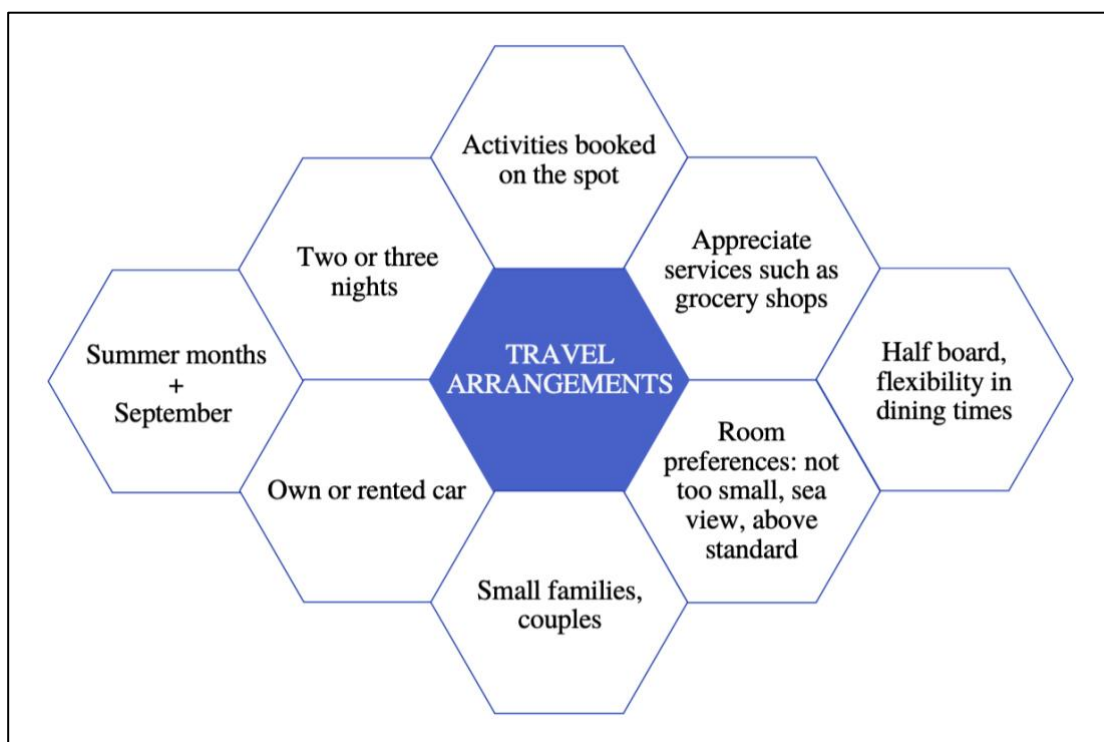 Activities booked
on the spot
Two or three
nights
Appreciate
services such as
grocery shops
Summer months
+
September
TRAVEL
ARRANGEMENTS
Half board,
flexibility in
dining times
Own or rented car
Room
preferences: not
too small, sea
view, above
standard
Small families,
couples